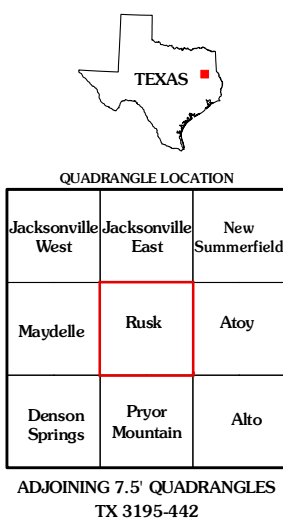 TEXAS
QUADRANGLE LOCATION
Jacksonville West
Jacksonville East
New Summerfield
Maydelle
Rusk
Atoy
Denson Springs
Pryor Mountain
Alto
ADJOINING 7.5' QUADRANGLES
TX 3195-442